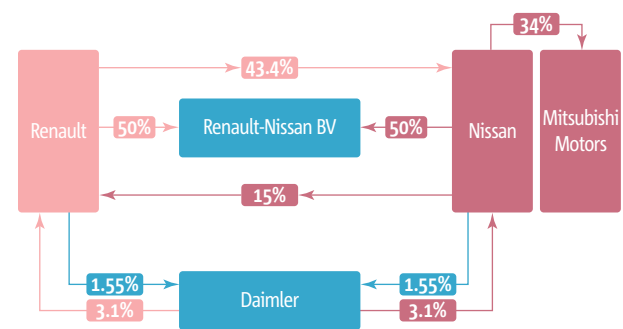 34%
43.4%
Renault
50%
Renault-Nissan BV
50%
Nissan
Mitsubishi
Motors
15%
1.55%
3.1%
Daimler
1.55%
3.1%